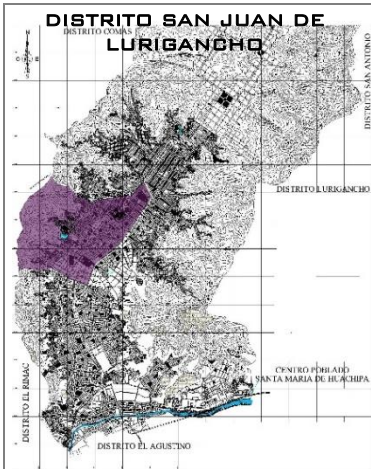 DISTRITO SAN JUAN DE
LURIGANCHO
DISTRITO COMAS
DISTRITO SAN ANTONIO
DISTRITO LURIGANCHO
CENTRO POBLADO
SANTA MARIA DE HUACHIPA
DISTRITO EL RIMAC
DISTRITO EL AGUSTINO